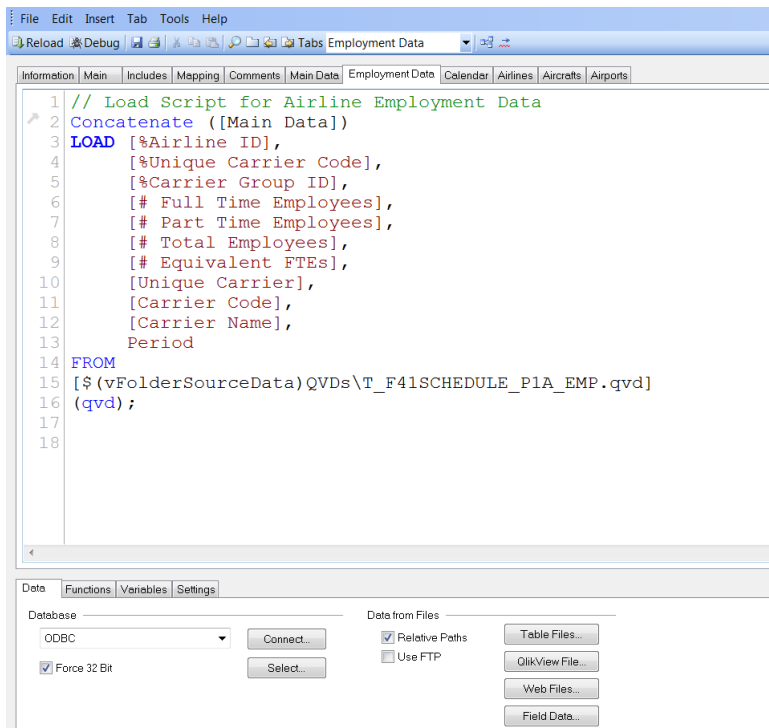 File Edit Insert Tab Tools Help
Reload Debug Tabs Employment Data
Information Main Includes Mapping Comments Main Data Employment Data Calendar Airlines Aircrafts Airports
1 // Load Script for Airline Employment Data
2 Concatenate ([Main Data])
3 LOAD [%Airline ID],
4 [%Unique Carrier Code],
5 [%Carrier Group ID],
6 [# Full Time Employees],
7 [# Part Time Employees],
8 [# Total Employees],
9 [# Equivalent FTEs],
10 [Unique Carrier],
11 [Carrier Code],
12 [Carrier Name],
13 Period
14 FROM
15 [$(vFolderSourceData)QVDs\T_F41SCHEDULE_P1A_EMP.qvd]
16 (qvd);
17
18
Data Functions Variables Settings
Database Data from Files
ODBC Connect... Relative Paths Table Files...
Force 32 Bit Select... Use FTP QlikView File...
Web Files...
Field Data...